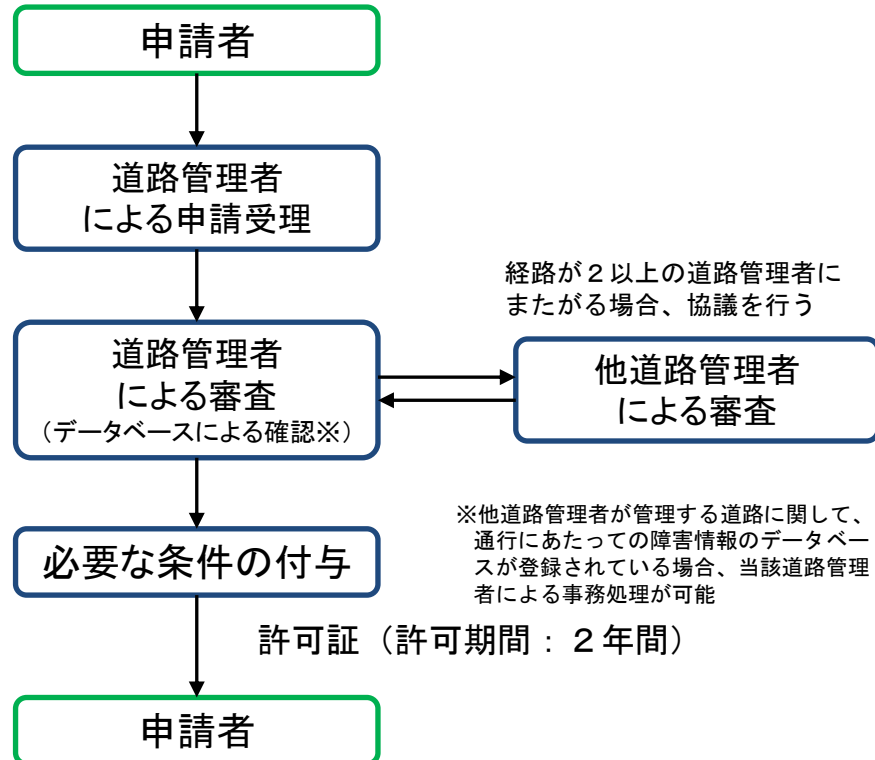 申請者
道路管理者
による申請受理
経路が２以上の道路管理者に
またがる場合、協議を行う
道路管理者
による審査
（データベースによる確認※）
他道路管理者
による審査
必要な条件の付与
※他道路管理者が管理する道路に関して、
通行にあたっての障害情報のデータベー
スが登録されている場合、当該道路管理
者による事務処理が可能
許可証（許可期間：２年間）
申請者